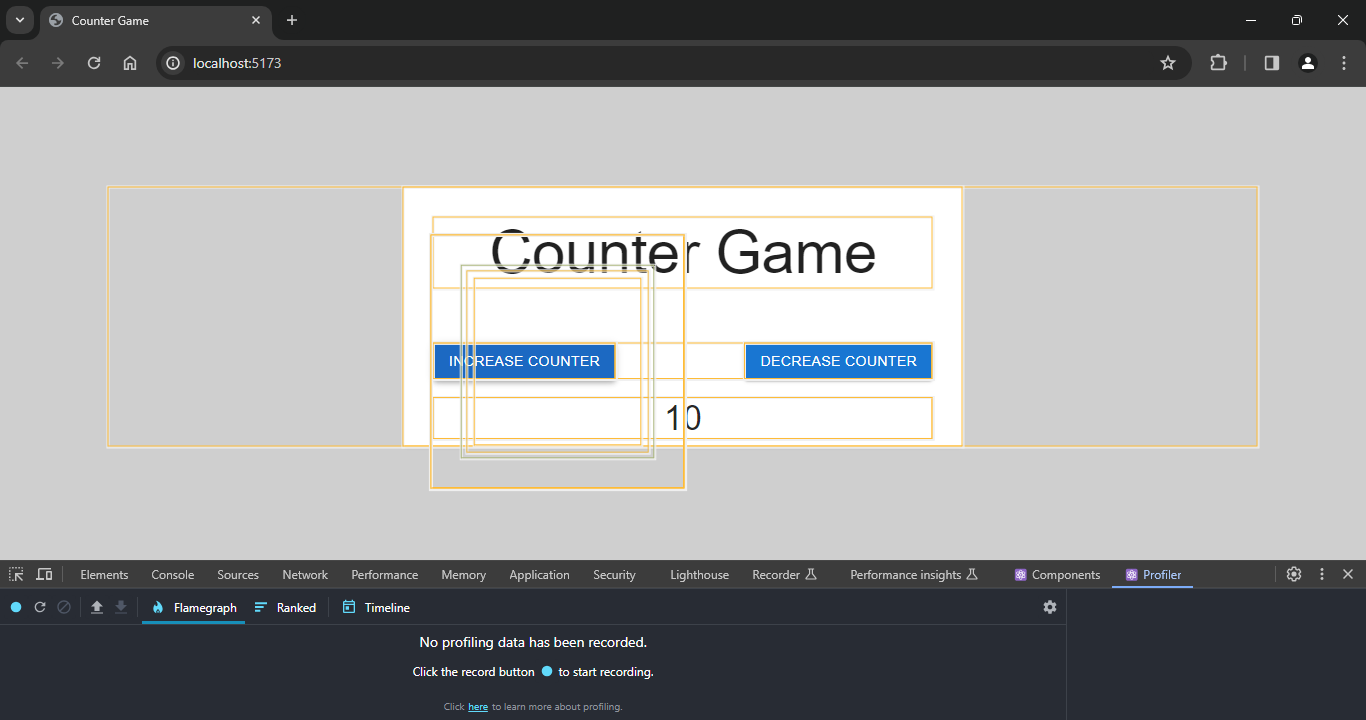 Counter Game
localhost:5173
Counter Game
INCREASE COUNTER DECREASE COUNTER
10
Elements Console Sources Network Performance Memory Application Security Lighthouse Recorder Performance insights Components Profiler
Flamegraph Ranked Timeline
No profiling data has been recorded.
Click the record button to start recording.
Click here to learn more about profiling.